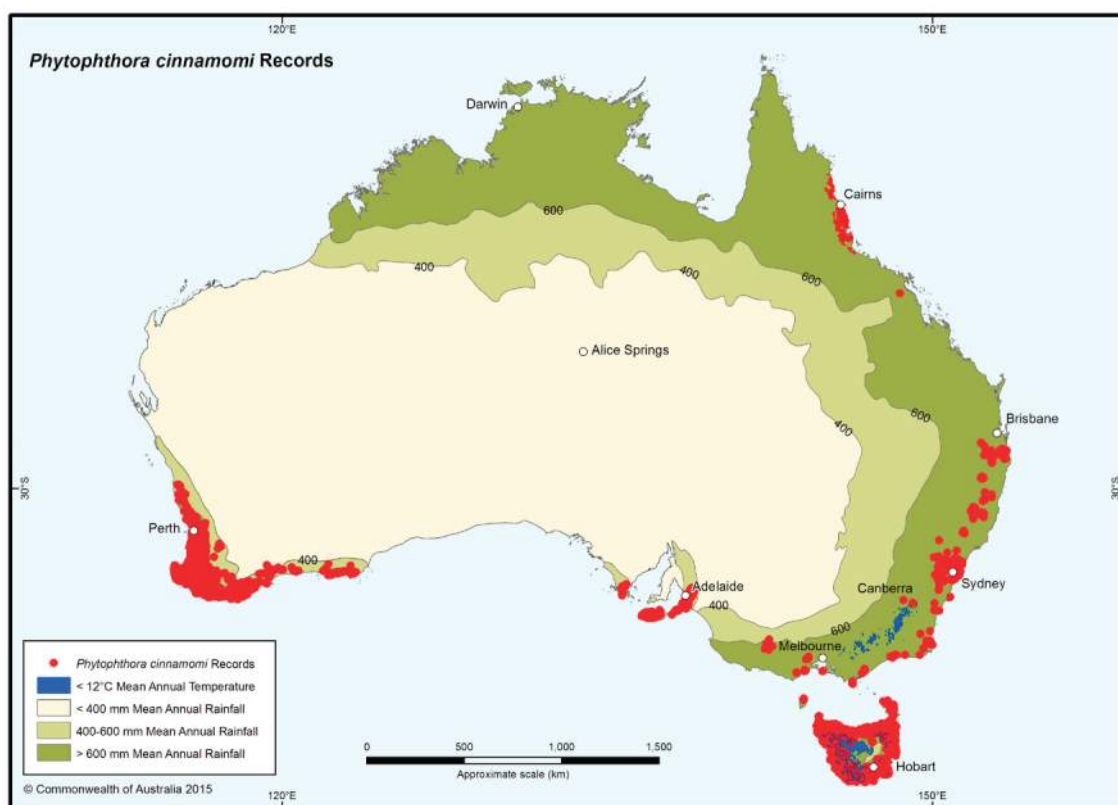 120°E
150°E
Phytophthora cinnamomi Records
Darwin
Cairns
600
400
400
600
Alice Springs
600
400
Brisbane
30°S
30°S
Perth
400
Adelaide
400
Canberra
Sydney
600
Melbourne
Hobart
Phytophthora cinnamomi Records
< 12°C Mean Annual Temperature
< 400 mm Mean Annual Rainfall
400-600 mm Mean Annual Rainfall
> 600 mm Mean Annual Rainfall
0 500 1,000 1,500
Approximate scale (km)
© Commonwealth of Australia 2015
120°E
150°E